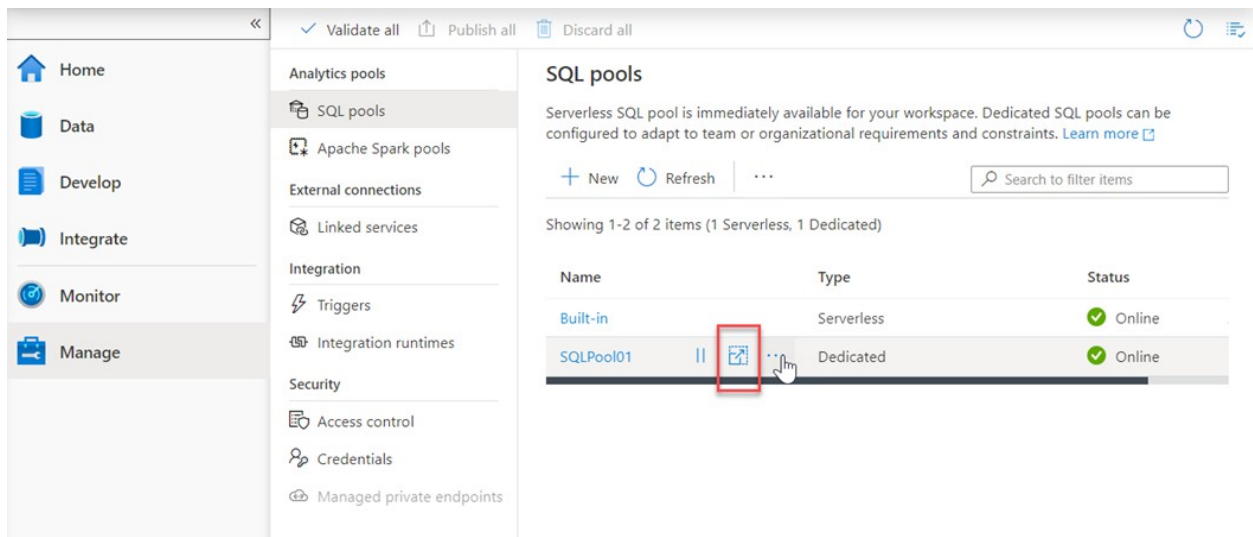 «
Validate all Publish all Discard all
Home
Data
Develop
Integrate
Monitor
Manage
Analytics pools
SQL pools
Apache Spark pools
External connections
Linked services
Integration
Triggers
Integration runtimes
Security
Access control
Credentials
Managed private endpoints
SQL pools
Serverless SQL pool is immediately available for your workspace. Dedicated SQL pools can be
configured to adapt to team or organizational requirements and constraints. Learn more
+ New Refresh ... Search to filter items
Showing 1-2 of 2 items (1 Serverless, 1 Dedicated)
Name Type Status
Built-in Serverless Online
SQLPool01 ... Dedicated Online